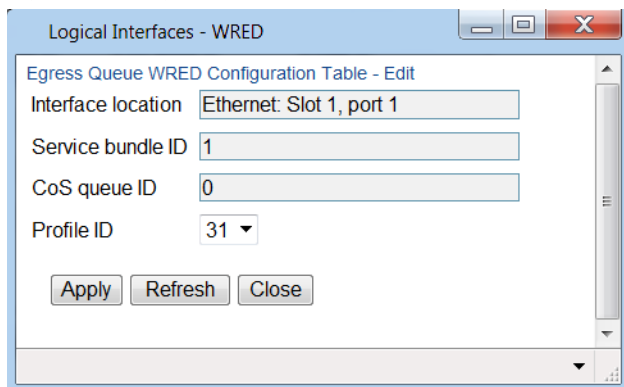 Logical Interfaces - WRED
Egress Queue WRED Configuration Table - Edit
Interface location Ethernet: Slot 1, port 1
Service bundle ID 1
CoS queue ID 0
Profile ID 31
Apply Refresh Close